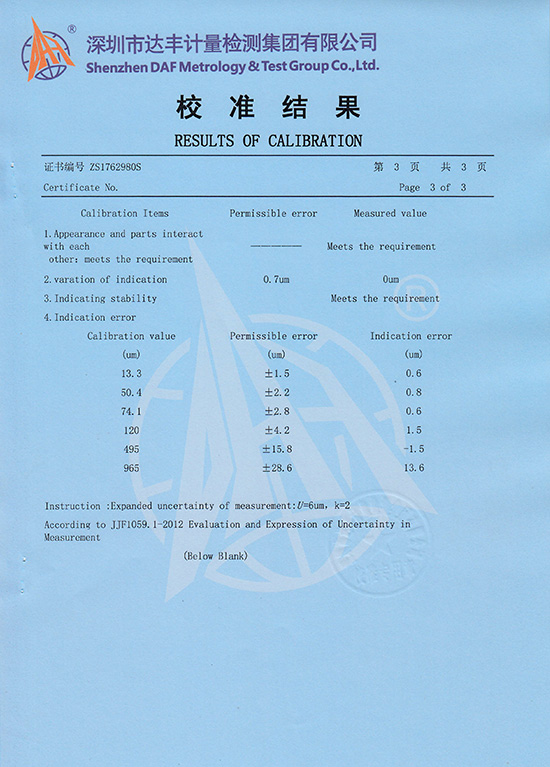 ®
深圳市达丰计量检测集团有限公司
Shenzhen DAF Metrology & Test Group Co.,Ltd.
校 准 结 果
RESULTS OF CALIBRATION
证书编号 ZS1762980S 第 3 页 共 3 页
Certificate No. Page 3 of 3
Calibration Items Permissible error Measured value
1.Appearance and parts interact
with each ———— Meets the requirement
other: meets the requirement
2.varation of indication 0.7um 0um
3.Indicating stability Meets the requirement
4.Indication error
Calibration value Permissible error Indication error
(um) (um) (um)
13.3 ±1.5 0.6
50.4 ±2.2 0.8
74.1 ±2.8 0.6
120 ±4.2 1.5
495 ±15.8 -1.5
965 ±28.6 13.6
Instruction :Expanded uncertainty of measurement:U=6um, k=2
According to JJF1059.1-2012 Evaluation and Expression of Uncertainty in
Measurement
(Below Blank)